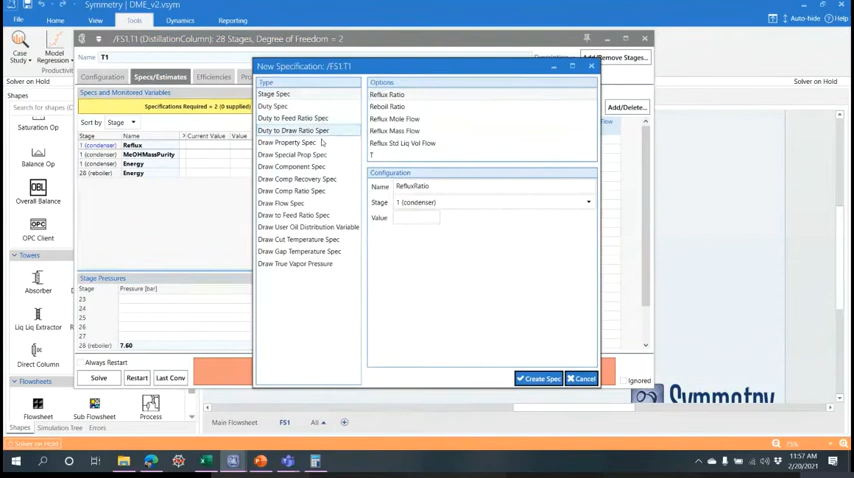 Symmetry | DME_v2.vsym
File
Home
View
Tools
Dynamics
Reporting
Auto-hide
Help
Case Study
Model Regression
/FS1.T1 (DistillationColumn): 28 Stages, Degree of Freedom = 2
Name T1
Add/Remove Stages...
Productivi
Solver on Hold
Solver on Hold
Configuration
Specs/Estimates
Efficiencies
Shapes
Search for shapes (Ctrl
Saturation Op
Balance Op
OBL
Overall Balance
OPC
OPC Client
Towers
Absorber
Liq Liq Extractor
Direct Column
Flowsheets
Flowsheet
Sub Flowsheet
Process
Shapes
Simulation Tree
Errors
Solver on Hold
Specs and Monitored Variables
Specifications Required = 2 (0 supplied)
Sort by Stage
Add/Delete...
Stage Name > Current Value Value
1 (condenser) Reflux
1 (condenser) MeOHMassPurity
1 (condenser) Energy
28 (reboiler) Energy
Stage Pressures
Stage Pressure [bar]
23
24
25
26
27
28 (reboiler) 7.60
Always Restart
Solve
Restart
Last Conv
Ignored
New Specification: /FS1.T1
Type
Stage Spec
Duty Spec
Duty to Feed Ratio Spec
Duty to Draw Ratio Spec
Draw Property Spec
Draw Special Prop Spec
Draw Component Spec
Draw Comp Recovery Spec
Draw Comp Ratio Spec
Draw Flow Spec
Draw to Feed Ratio Spec
Draw User Oil Distribution Variable
Draw Cut Temperature Spec
Draw Gap Temperature Spec
Draw True Vapor Pressure
Options
Reflux Ratio
Reboil Ratio
Reflux Mole Flow
Reflux Mass Flow
Reflux Std Liq Vol Flow
T
Configuration
Name RefluxRatio
Stage 1 (condenser)
Value
Create Spec
Cancel
Symmetry
Main Flowsheet
FS1
All
75%
11:57 AM
2/20/2021